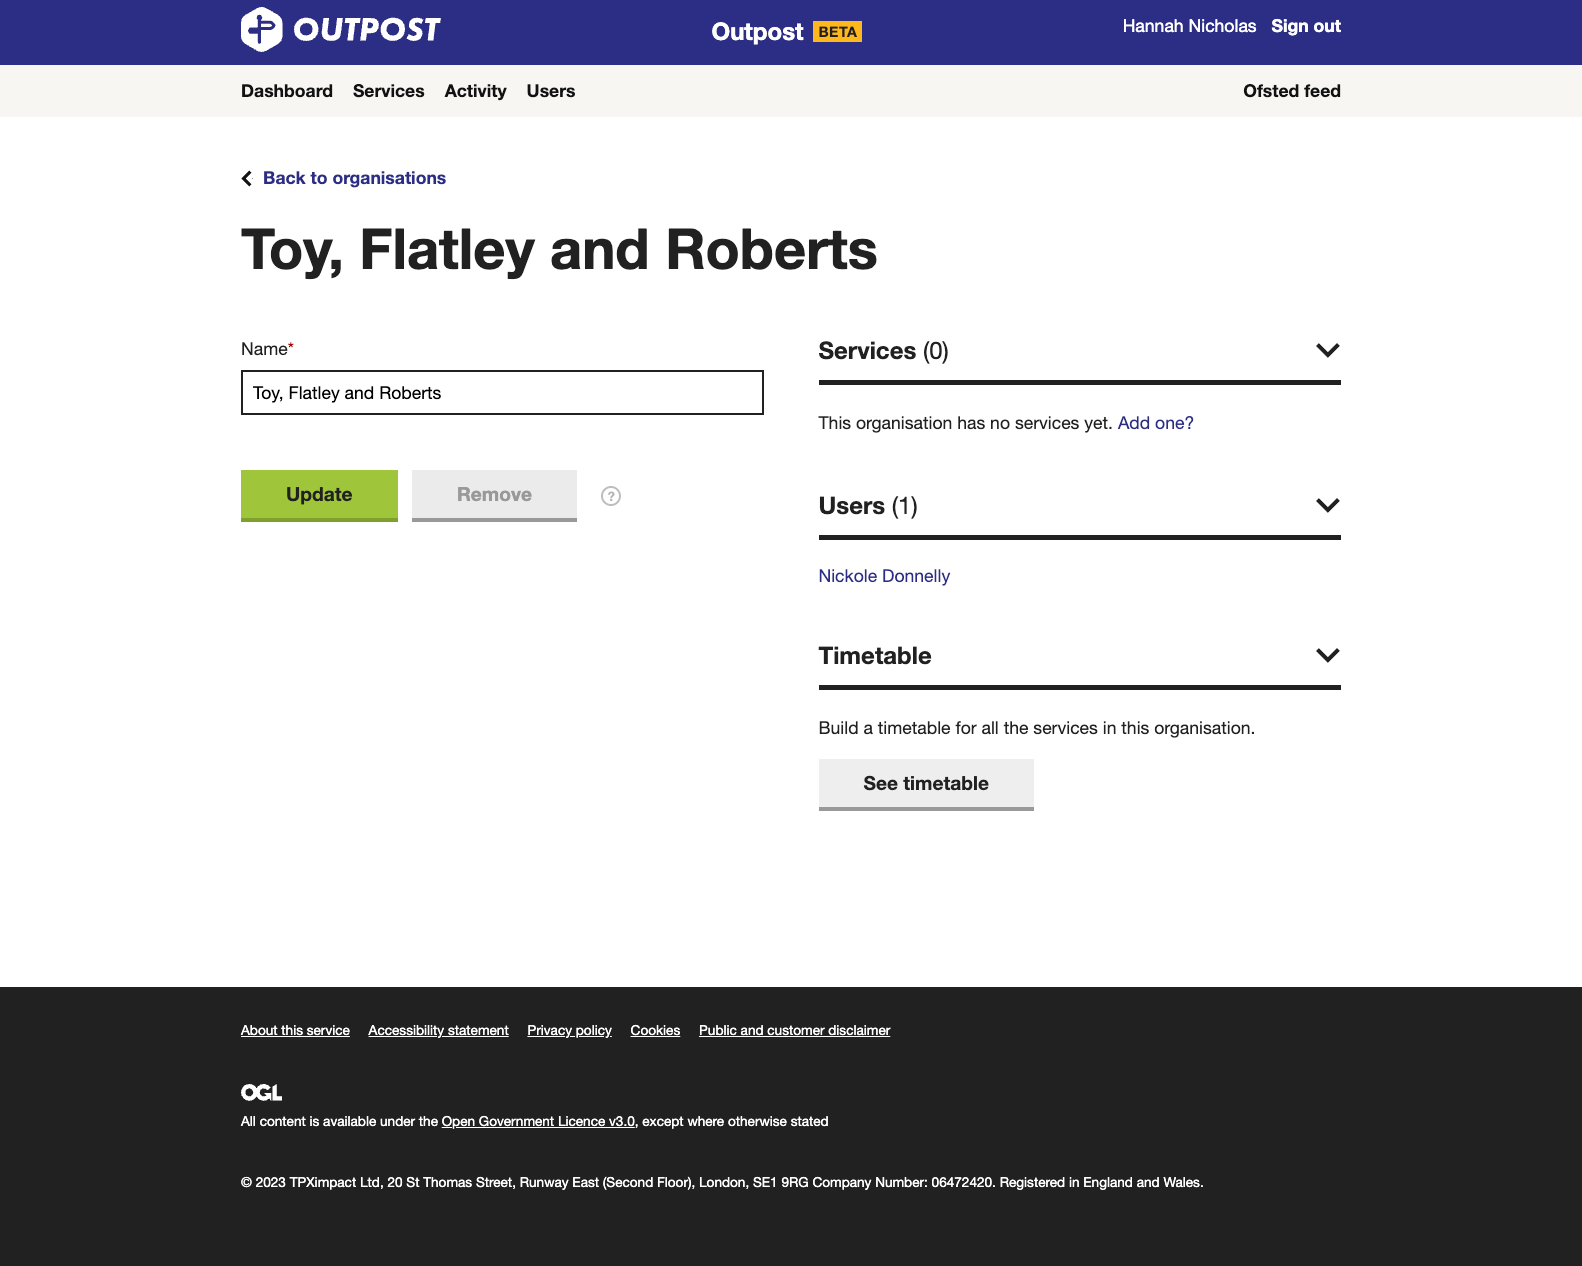 OUTPOST
Outpost BETA
Hannah Nicholas Sign out
Dashboard Services Activity Users Ofsted feed
Back to organisations
Toy, Flatley and Roberts
Name*
Toy, Flatley and Roberts
Update Remove ?
Services (0)
This organisation has no services yet. Add one?
Users (1)
Nickole Donnelly
Timetable
Build a timetable for all the services in this organisation.
See timetable
About this service Accessibility statement Privacy policy Cookies Public and customer disclaimer
OGL
All content is available under the Open Government Licence v3.0, except where otherwise stated
© 2023 TPXimpact Ltd, 20 St Thomas Street, Runway East (Second Floor), London, SE1 9RG Company Number: 06472420. Registered in England and Wales.